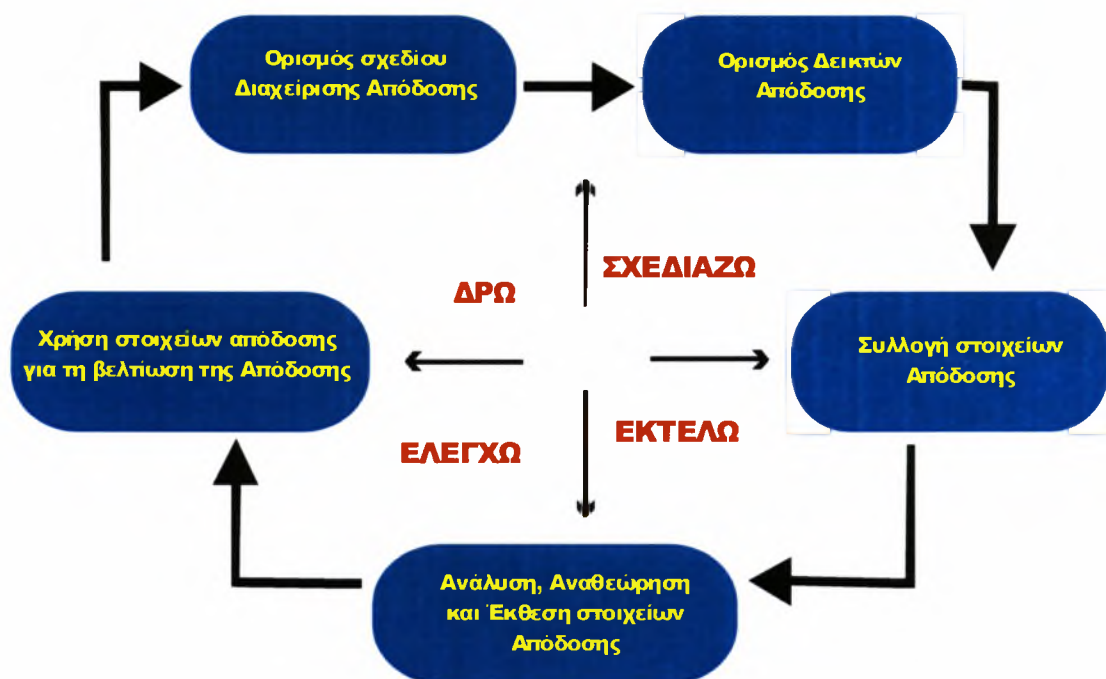 Ορισμός σχεδίου
Διαχείρισης Απόδοσης
Ορισμός Δεικτών
Απόδοσης
ΣΧΕΔΙΑΖΩ
ΔΡΩ
Χρήση στοιχείων απόδοσης
για τη βελτίωση της Απόδοσης
Συλλογή στοιχείων
Απόδοσης
ΕΚΤΕΛΩ
ΕΛΕΓΧΩ
Ανάλυση, Αναθεώρηση
και Έκθεση στοιχείων
Απόδοσης